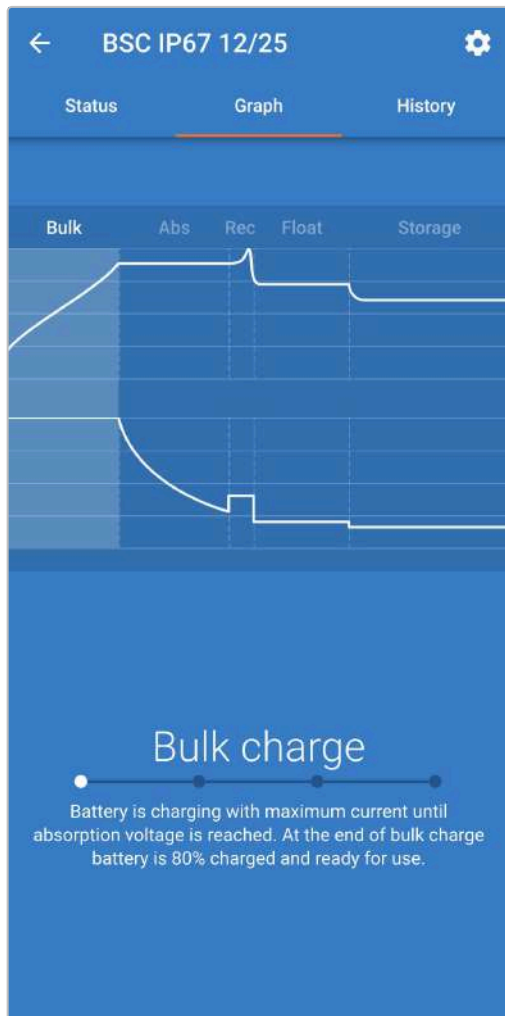 BSC IP67 12/25
Status Graph History
Bulk Abs Rec Float Storage
Bulk charge
Battery is charging with maximum current until
absorption voltage is reached. At the end of bulk charge
battery is 80% charged and ready for use.